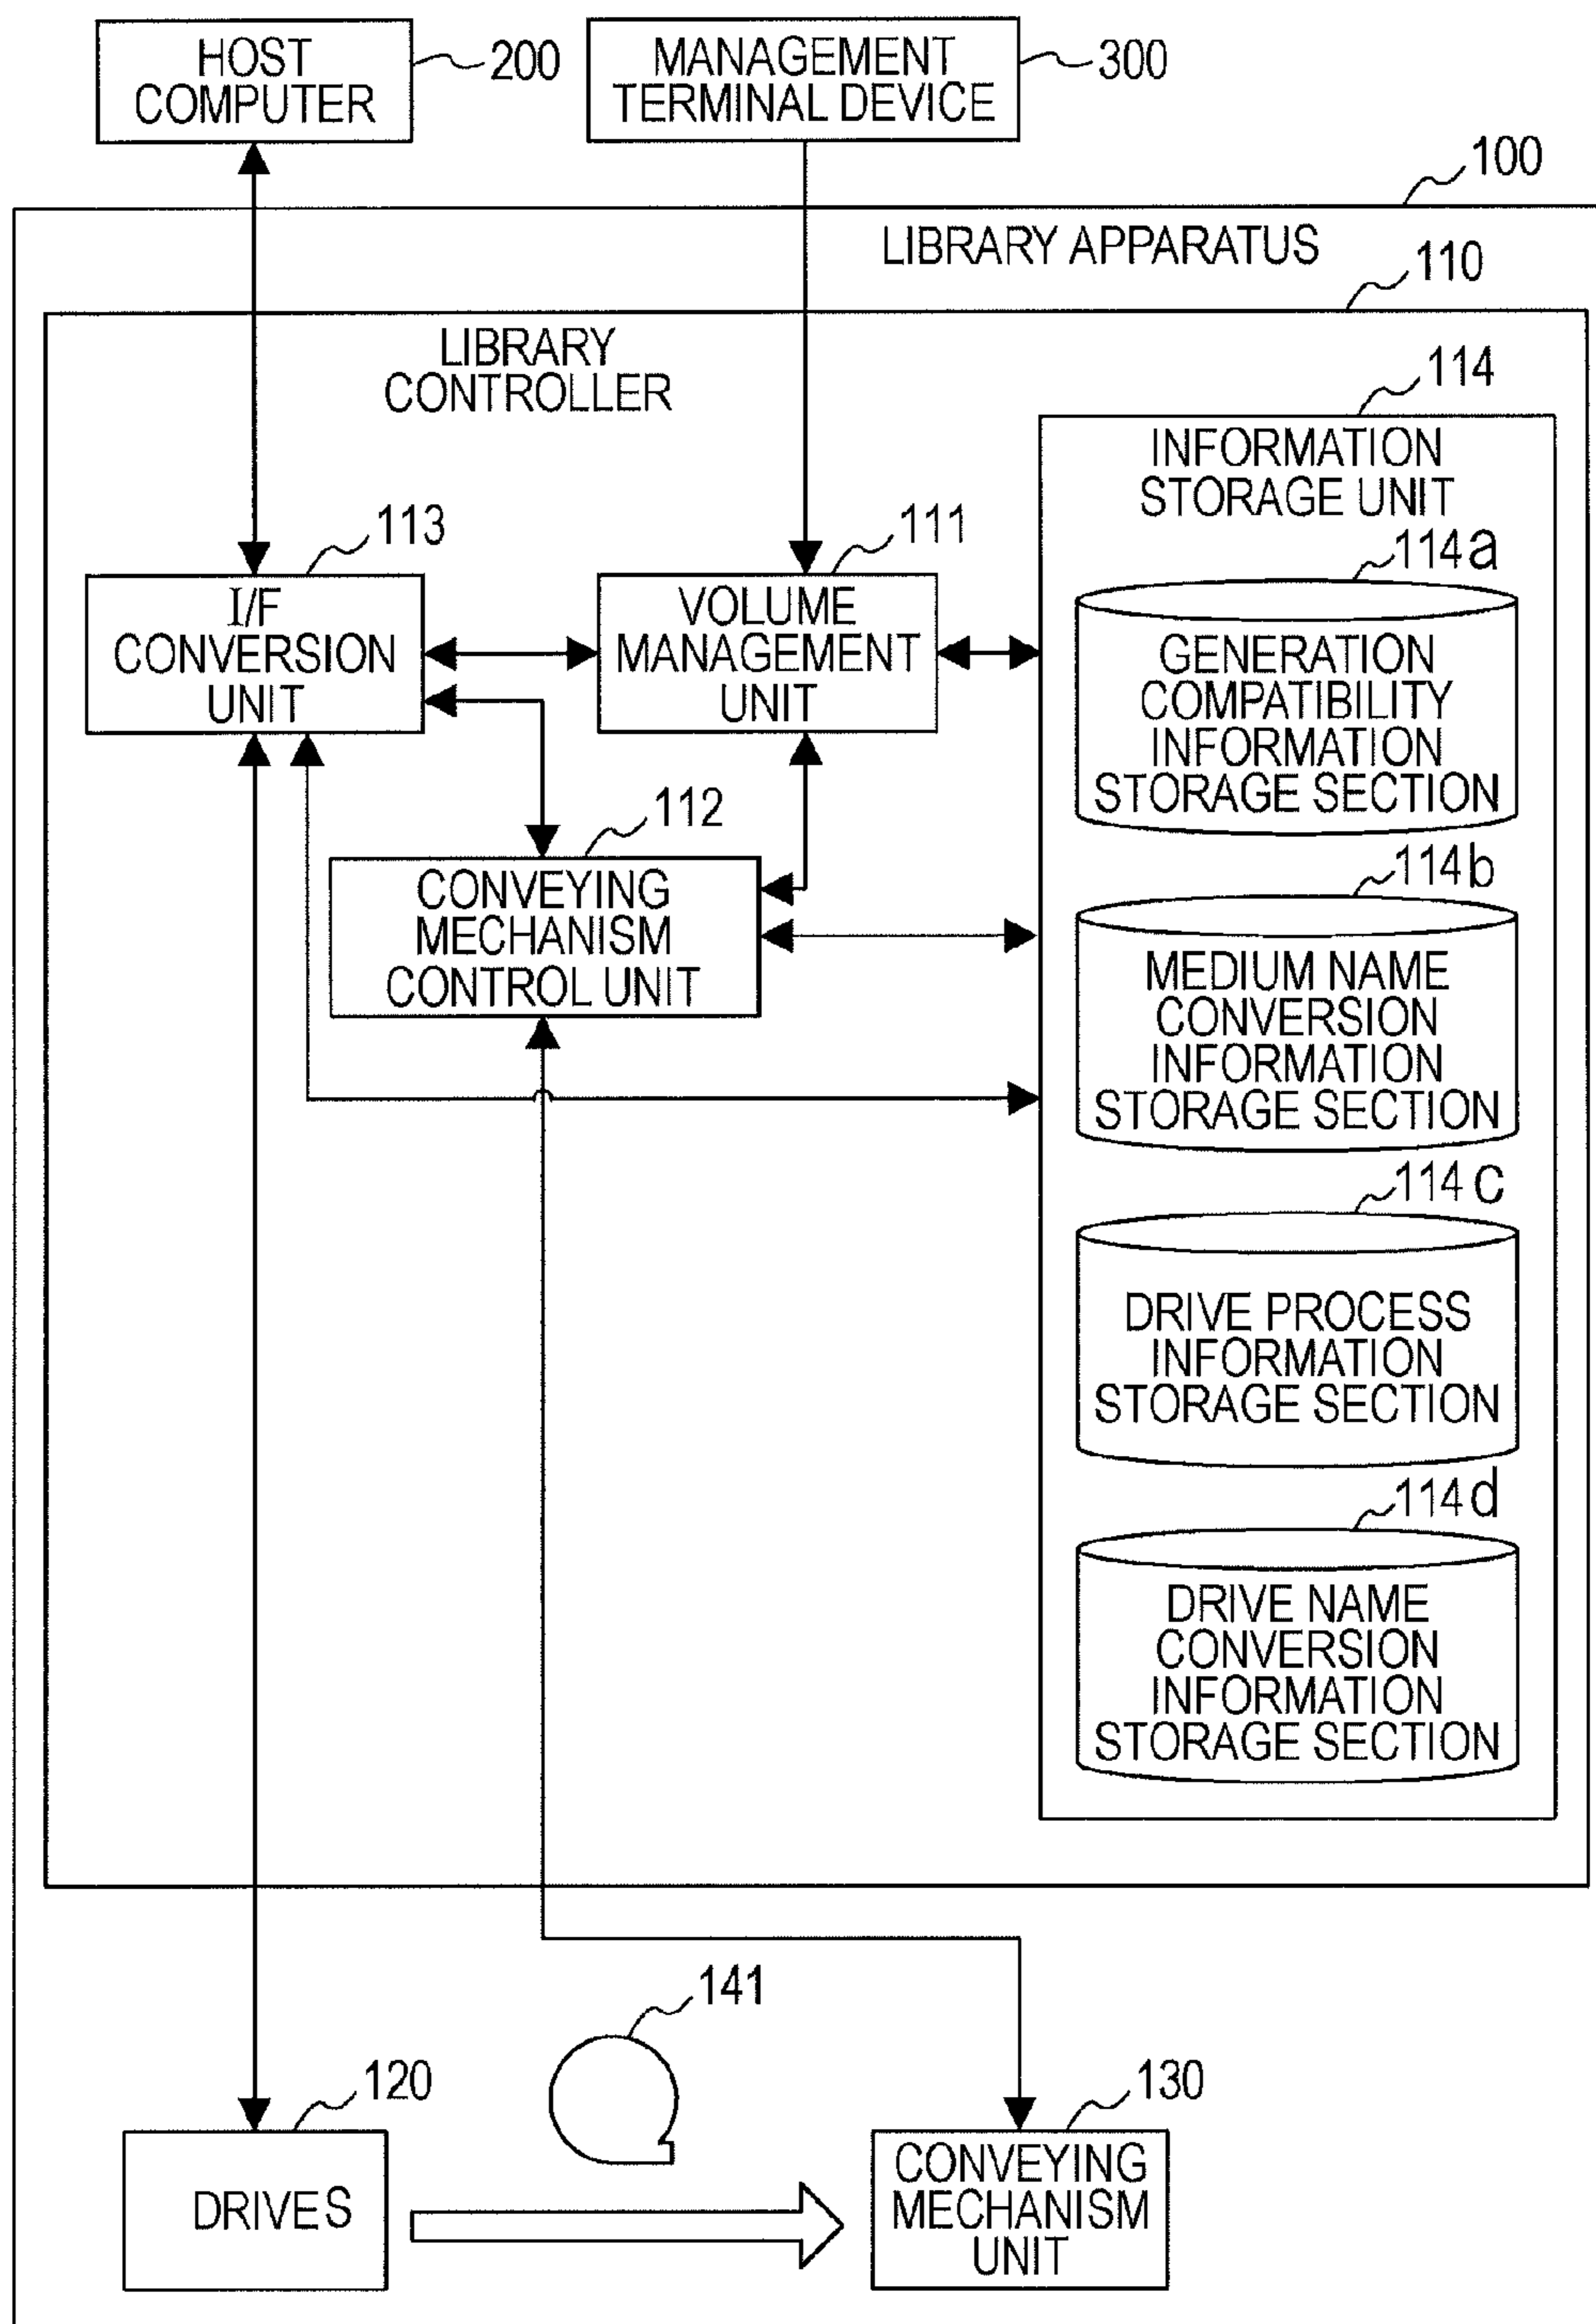 HOST
COMPUTER
200
MANAGEMENT
TERMINAL DEVICE
300
100
LIBRARY APPARATUS
110
LIBRARY
CONTROLLER
114
INFORMATION
STORAGE UNIT
113
I/F
CONVERSION
UNIT
111
VOLUME
MANAGEMENT
UNIT
114a
GENERATION
COMPATIBILITY
INFORMATION
STORAGE SECTION
112
CONVEYING
MECHANISM
CONTROL UNIT
114b
MEDIUM NAME
CONVERSION
INFORMATION
STORAGE SECTION
114c
DRIVE PROCESS
INFORMATION
STORAGE SECTION
114d
DRIVE NAME
CONVERSION
INFORMATION
STORAGE SECTION
141
120
DRIVES
130
CONVEYING
MECHANISM
UNIT